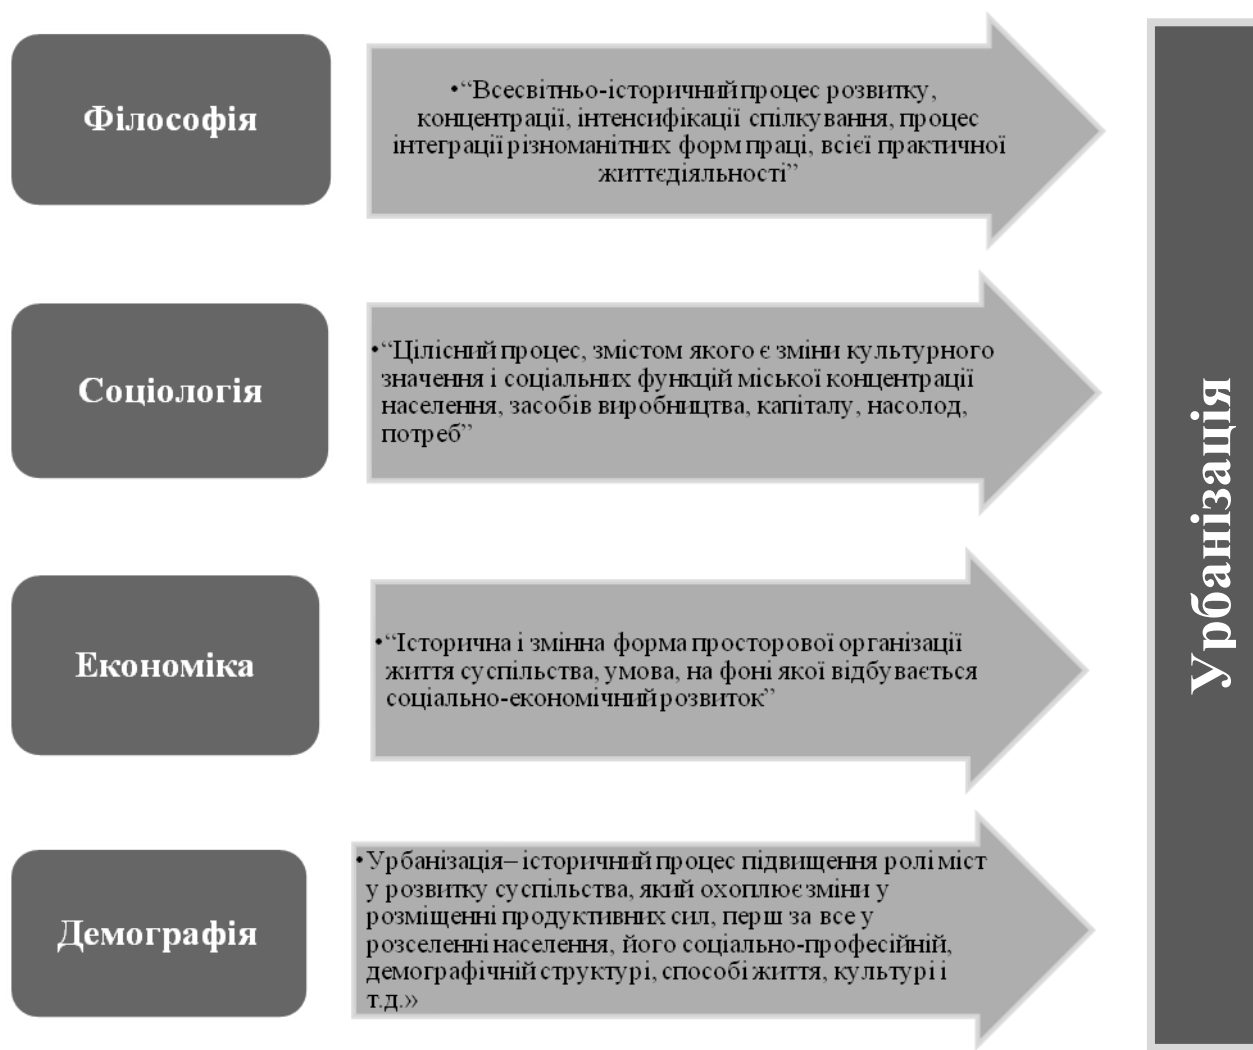 Філософія
•“Всесвітньо-історичний процес розвитку,
концентрації, інтенсифікації спілкування, процес
інтеграції різноманітних форм праці, всієї практичної
життєдіяльності”
Соціологія
•“Цілісний процес, змістом якого є зміни культурного
значення і соціальних функцій міської концентрації
населення, засобів виробництва, капіталу, насолод,
потреб”
Економіка
•“Історична і змінна форма просторової організації
життя суспільства, умова, на фоні якої відбувається
соціально-економічний розвиток”
Демографія
•Урбанізація– історичний процес підвищення ролі міст
у розвитку суспільства, який охоплює зміни у
розміщенні продуктивних сил, перш за все у
розселенні населення, його соціально-професійній,
демографічній структурі, способі життя, культурі і
т.д.»
Урбанізація